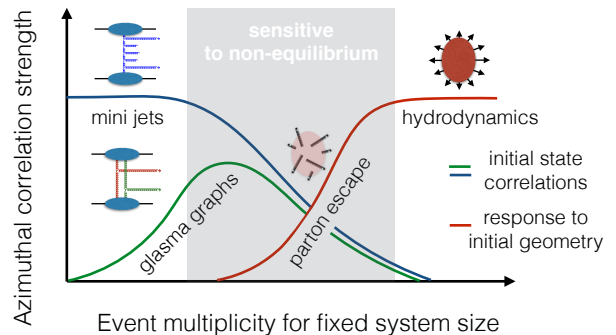 sensitive
to non-equilibrium
mini jets
hydrodynamics
glasma graphs
parton escape
initial state
correlations
response to
initial geometry
Azimuthal correlation strength
Event multiplicity for fixed system size